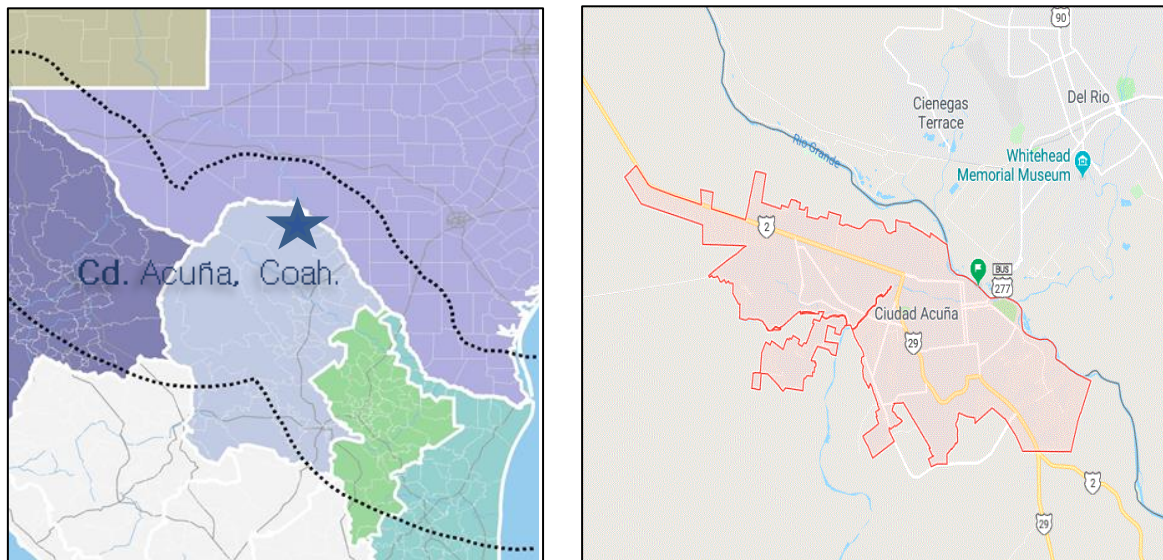 Cd. Acuña, Coah.
90
Del Rio
Cienegas
Terrace
Rio Grande
Whitehead
Memorial Museum
2
BUS
277
Ciudad Acuña
29
2
29